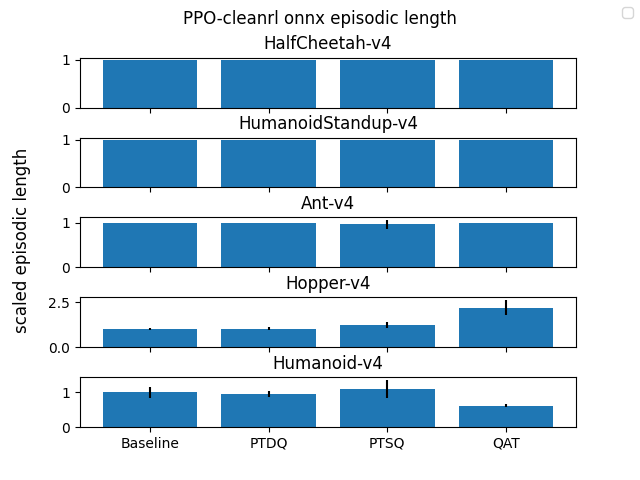 PPO-cleanrl onnx episodic length
HalfCheetah-v4
1
0
HumanoidStandup-v4
1
0
Ant-v4
1
0
Hopper-v4
2.5
0.0
Humanoid-v4
1
0
Baseline PTDQ PTSQ QAT
scaled episodic length